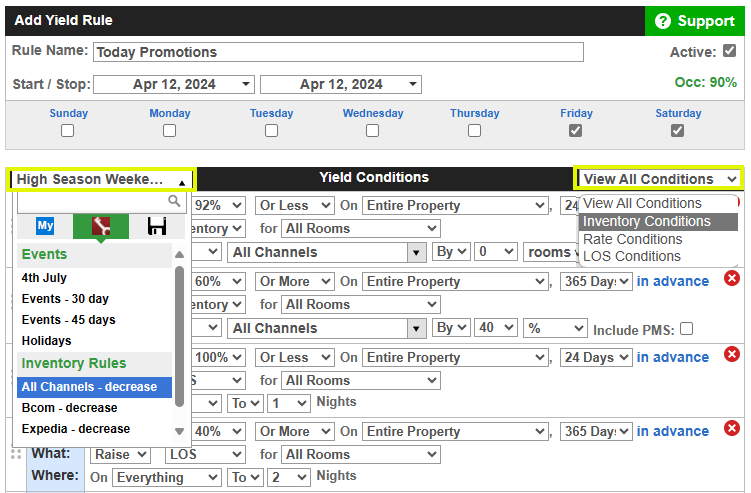 Add Yield Rule
? Support
Rule Name: Today Promotions Active:
Start / Stop: Apr 12, 2024 Apr 12, 2024 Occ: 90%
Sunday Monday Tuesday Wednesday Thursday Friday Saturday
High Season Weeke... Yield Conditions View All Conditions
View All Conditions
Inventory Conditions
Rate Conditions
LOS Conditions
My
Events
4th July
Events - 30 day
Events - 45 days
Holidays
Inventory Rules
All Channels - decrease
Bcom - decrease
Expedia - decrease
92% Or Less On Entire Property , 24
for All Rooms
All Channels By 0 rooms
60% Or More On Entire Property , 365 Days in advance
for All Rooms
All Channels By 40 % Include PMS:
100% Or Less On Entire Property , 24 Days in advance
for All Rooms
To 1 Nights
40% Or More On Entire Property , 365 Days in advance
What: Raise LOS for All Rooms
Where: On Everything To 2 Nights